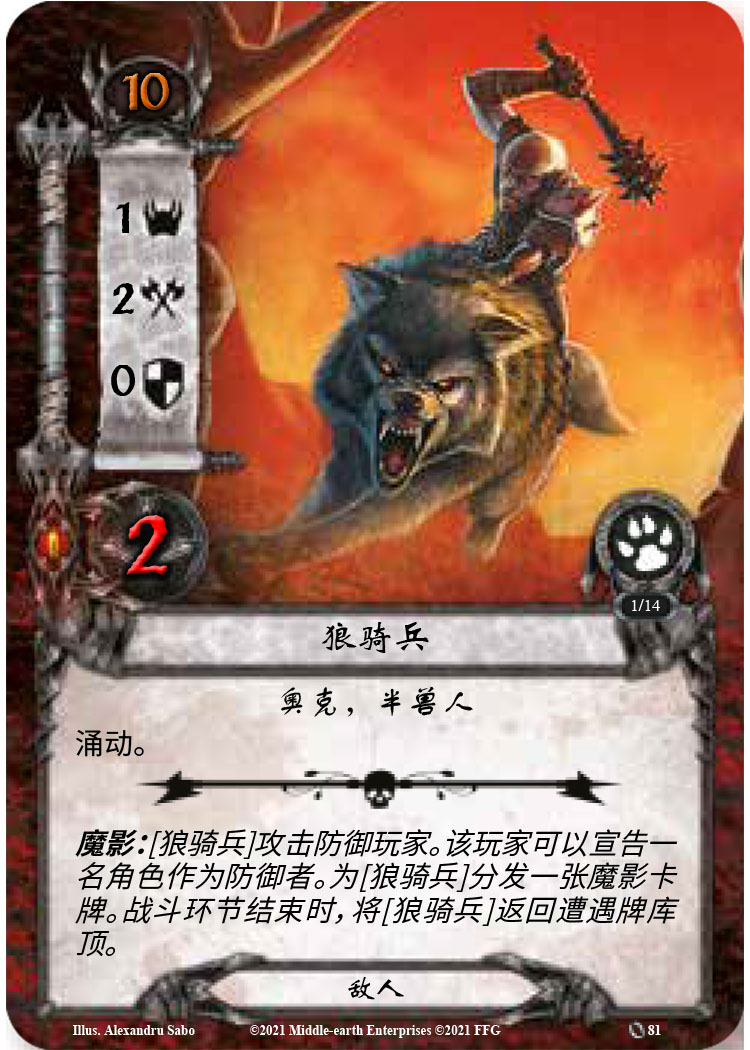 10
1
2
0
2
1/14
狼骑兵
奥克，半兽人
涌动。
魔影：[狼骑兵]攻击防御玩家。该玩家可以宣告一
名角色作为防御者。为[狼骑兵]分发一张魔影卡
牌。战斗环节结束时，将[狼骑兵]返回遭遇牌库
顶。
敌人
Illus. Alexandru Sabo ©2021 Middle-earth Enterprises ©2021 FFG 81